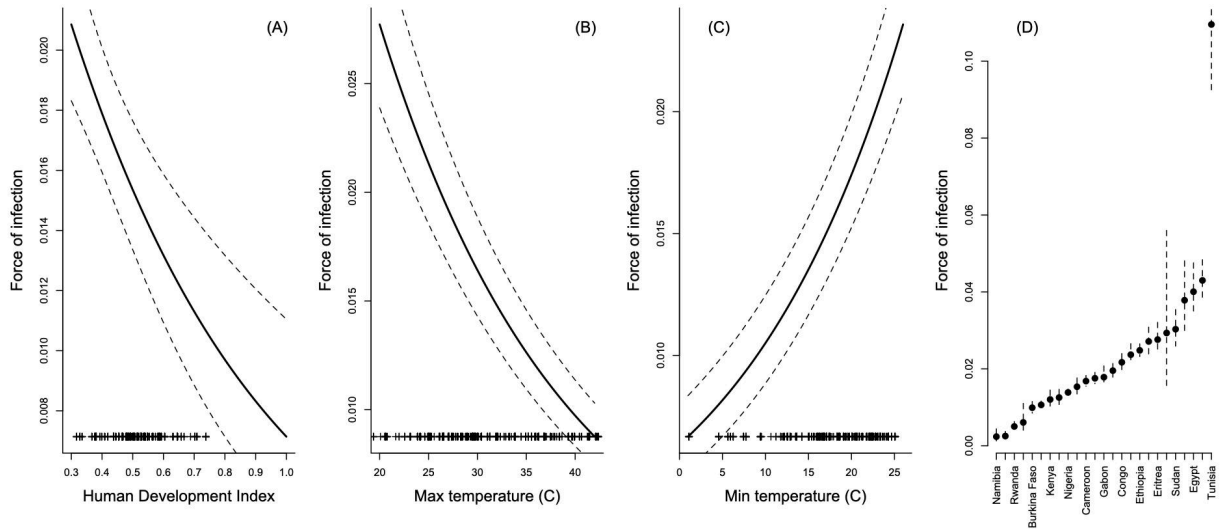 (A)
Force of infection
0.020
0.018
0.016
0.014
0.012
0.010
0.008
0.3 0.4 0.5 0.6 0.7 0.8 0.9 1.0
Human Development Index
(B)
Force of infection
0.025
0.020
0.015
0.010
20 25 30 35 40
Max temperature (C)
(C)
Force of infection
0.020
0.015
0.010
0 5 10 15 20 25
Min temperature (C)
(D)
Force of infection
0.10
0.08
0.06
0.04
0.02
0.00
Namibia
Rwanda
Burkina Faso
Kenya
Nigeria
Cameroon
Gabon
Congo
Ethiopia
Eritrea
Sudan
Egypt
Tunisia